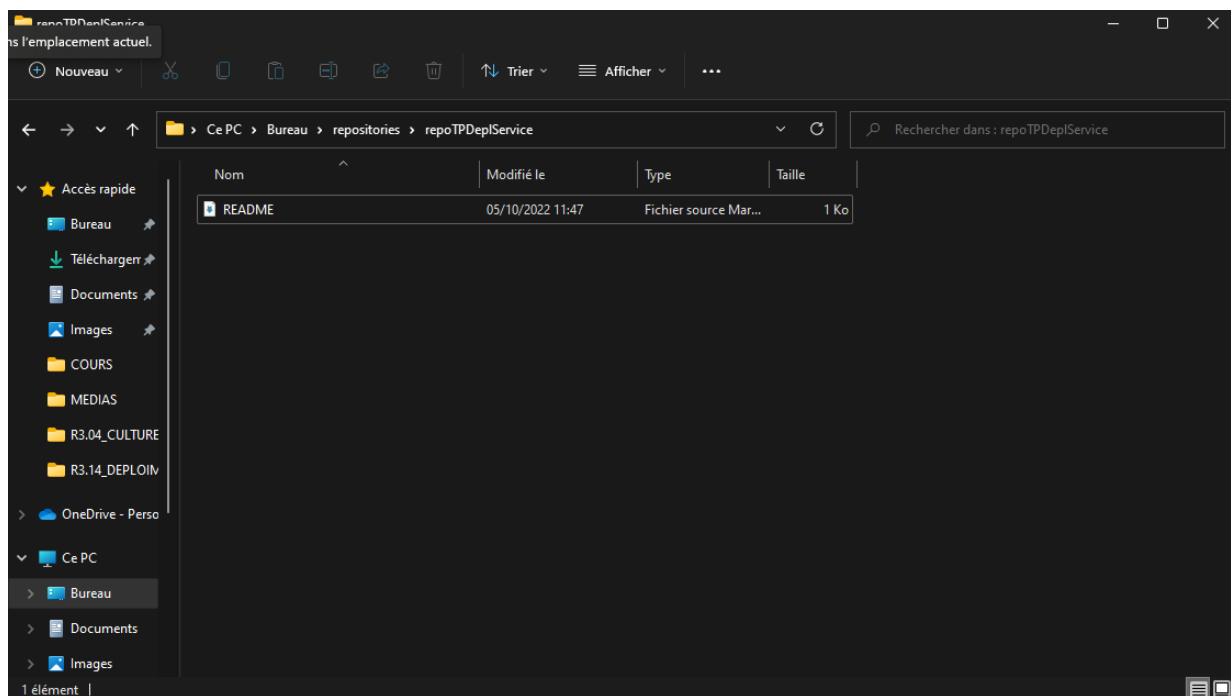 repoTPDeplService
ns l'emplacement actuel.
Nouveau
Trier
Afficher
Ce PC > Bureau > repositories > repoTPDeplService
Rechercher dans : repoTPDeplService
Nom Modifié le Type Taille
README 05/10/2022 11:47 Fichier source Mar... 1 Ko
Accès rapide
Bureau
Téléchargem
Documents
Images
COURS
MEDIAS
R3.04_CULTURE
R3.14_DEPLOIM
OneDrive - Perso
Ce PC
Bureau
Documents
Images
1 élément